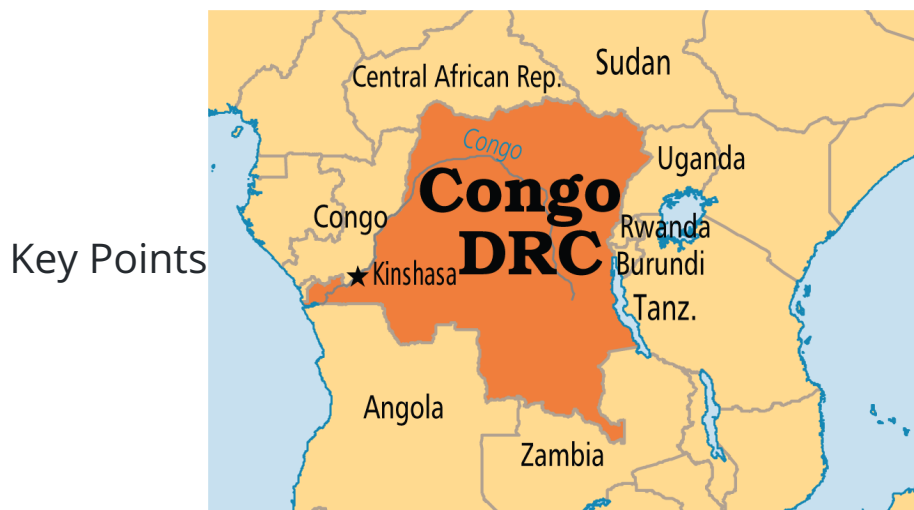 Central African Rep.
Sudan
Congo
Uganda
Congo
DRC
Congo
Rwanda
Key Points
Kinshasa
Burundi
Tanz.
Angola
Zambia